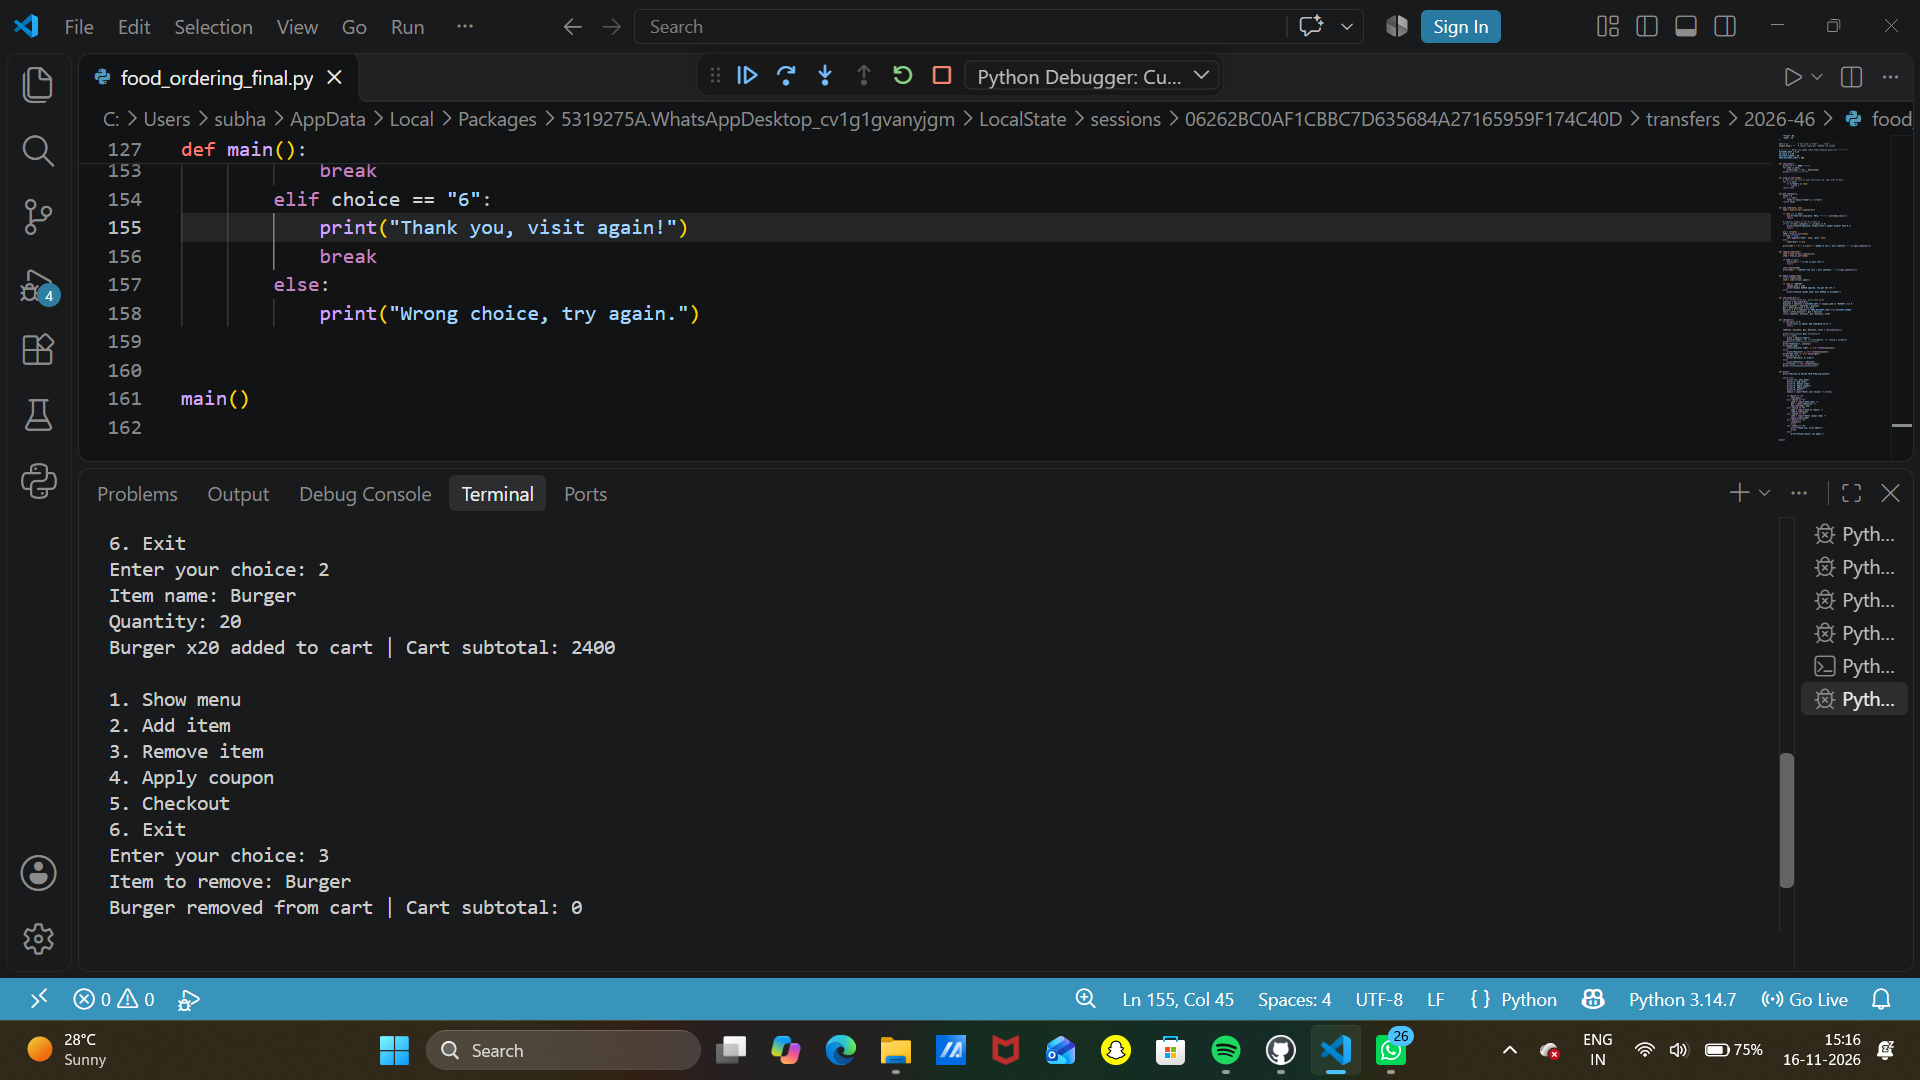 File Edit Selection View Go Run ··· Search Sign In
food_ordering_final.py Python Debugger: Cu...
C: > Users > subha > AppData > Local > Packages > 5319275A.WhatsAppDesktop_cv1g1gvanyjgm > LocalState > sessions > 06262BC0AF1CBBC7D635684A27165959F174C40D > transfers > 2026-46 > food_
127 def main():
153 break
154 elif choice == "6":
155 print("Thank you, visit again!")
156 break
157 else:
158 print("Wrong choice, try again.")
159
160
161 main()
162
4
Problems Output Debug Console Terminal Ports
6. Exit
Enter your choice: 2
Item name: Burger
Quantity: 20
Burger x20 added to cart | Cart subtotal: 2400
1. Show menu
2. Add item
3. Remove item
4. Apply coupon
5. Checkout
6. Exit
Enter your choice: 3
Item to remove: Burger
Burger removed from cart | Cart subtotal: 0
Pyth...
Pyth...
Pyth...
Pyth...
Pyth...
Pyth...
0 0 Ln 155, Col 45 Spaces: 4 UTF-8 LF { } Python Python 3.14.7 Go Live
28°C
Sunny
Search
26
ENG
IN
75%
15:16
16-11-2026